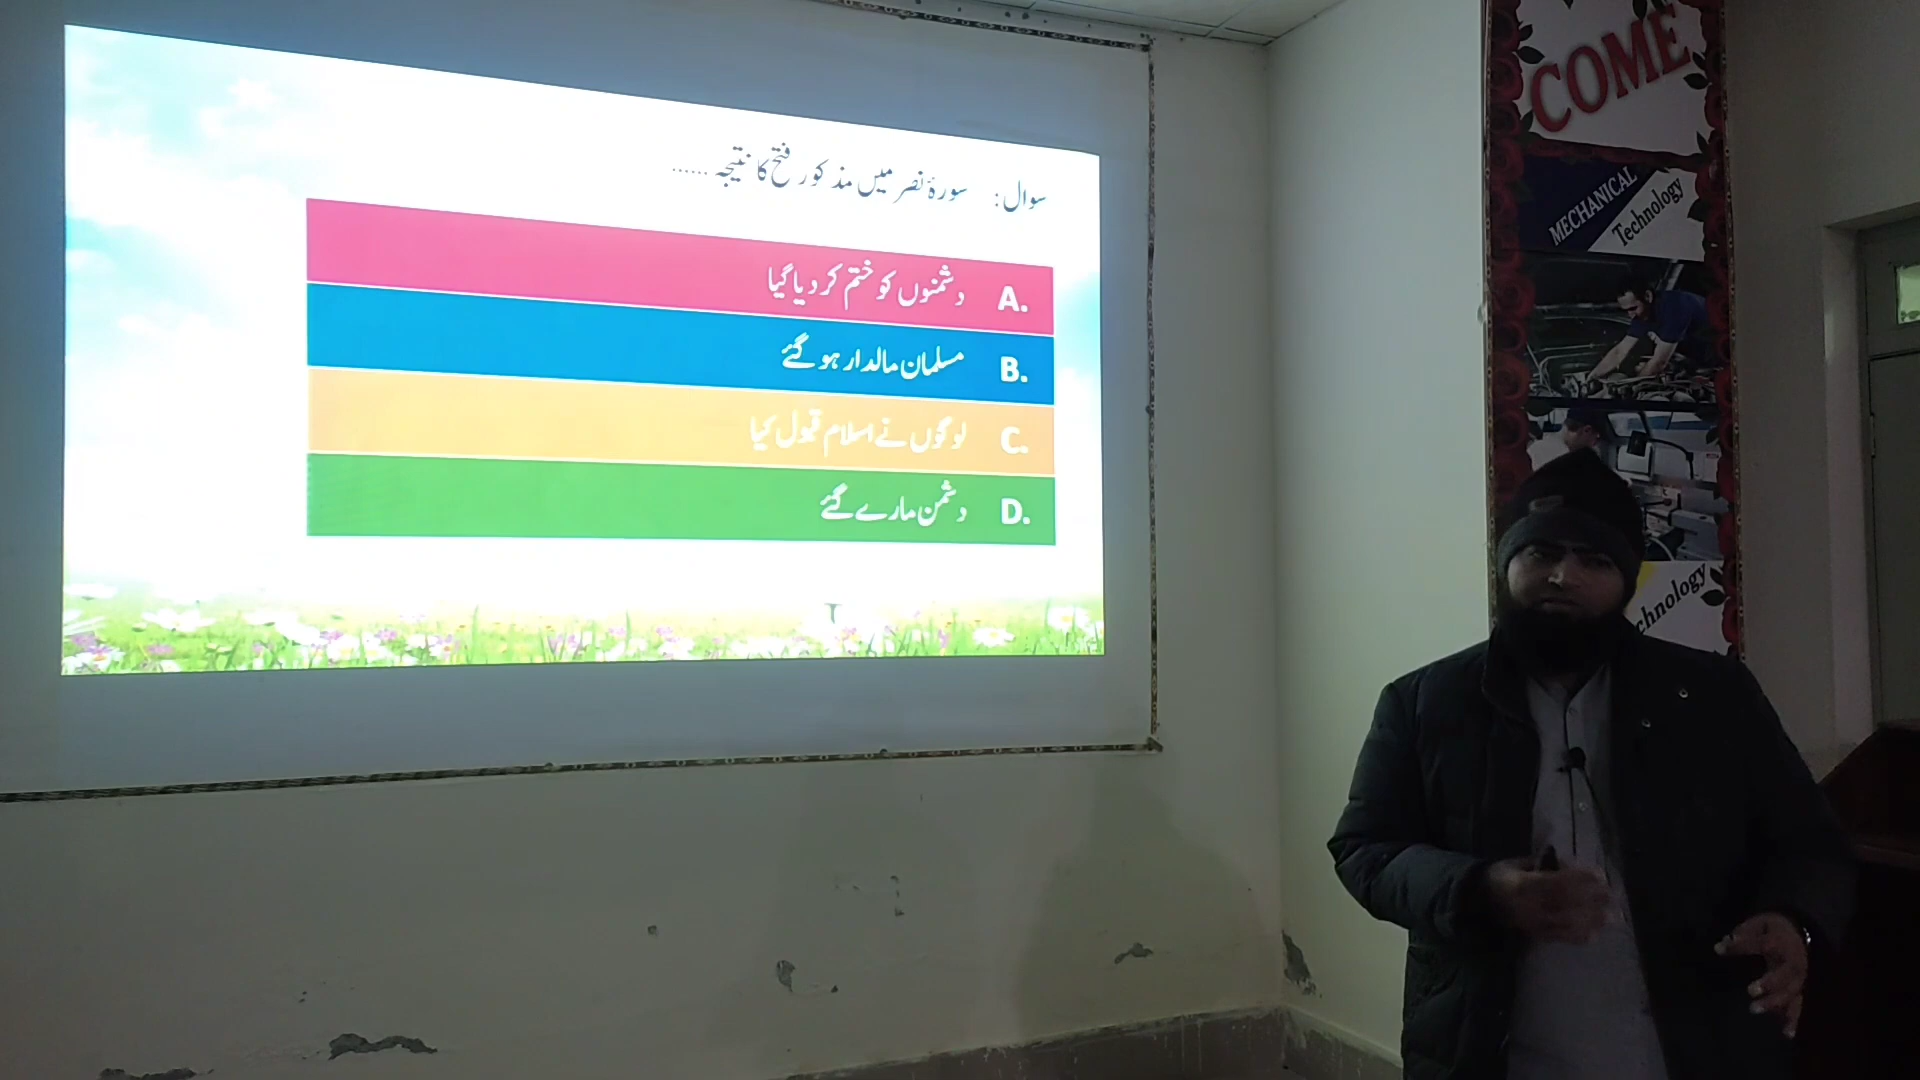 سوال: سورۂ نصر میں مذکور فتح کا نتیجہ ......
A. دشمنوں کو ختم کر دیا گیا
B. مسلمان مالدار ہو گئے
C. لوگوں نے اسلام قبول کیا
D. دشمن مارے گئے
COME
MECHANICAL
Technology
chnology